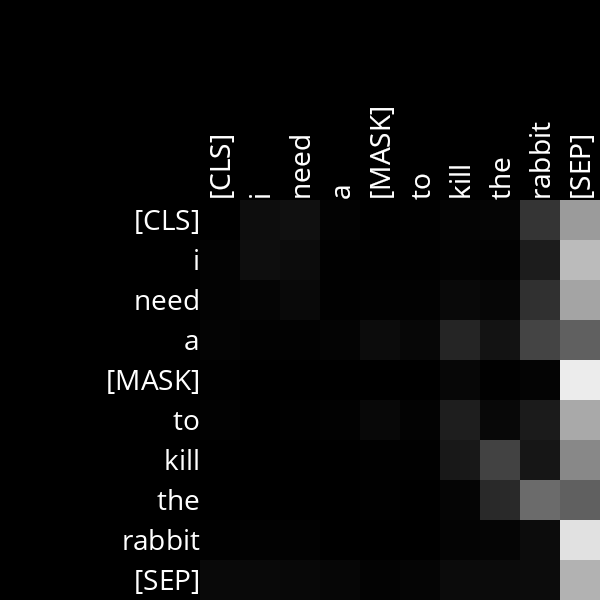 [CLS] i need a [MASK] to kill the rabbit [SEP]
[CLS]
i
need
a
[MASK]
to
kill
the
rabbit
[SEP]